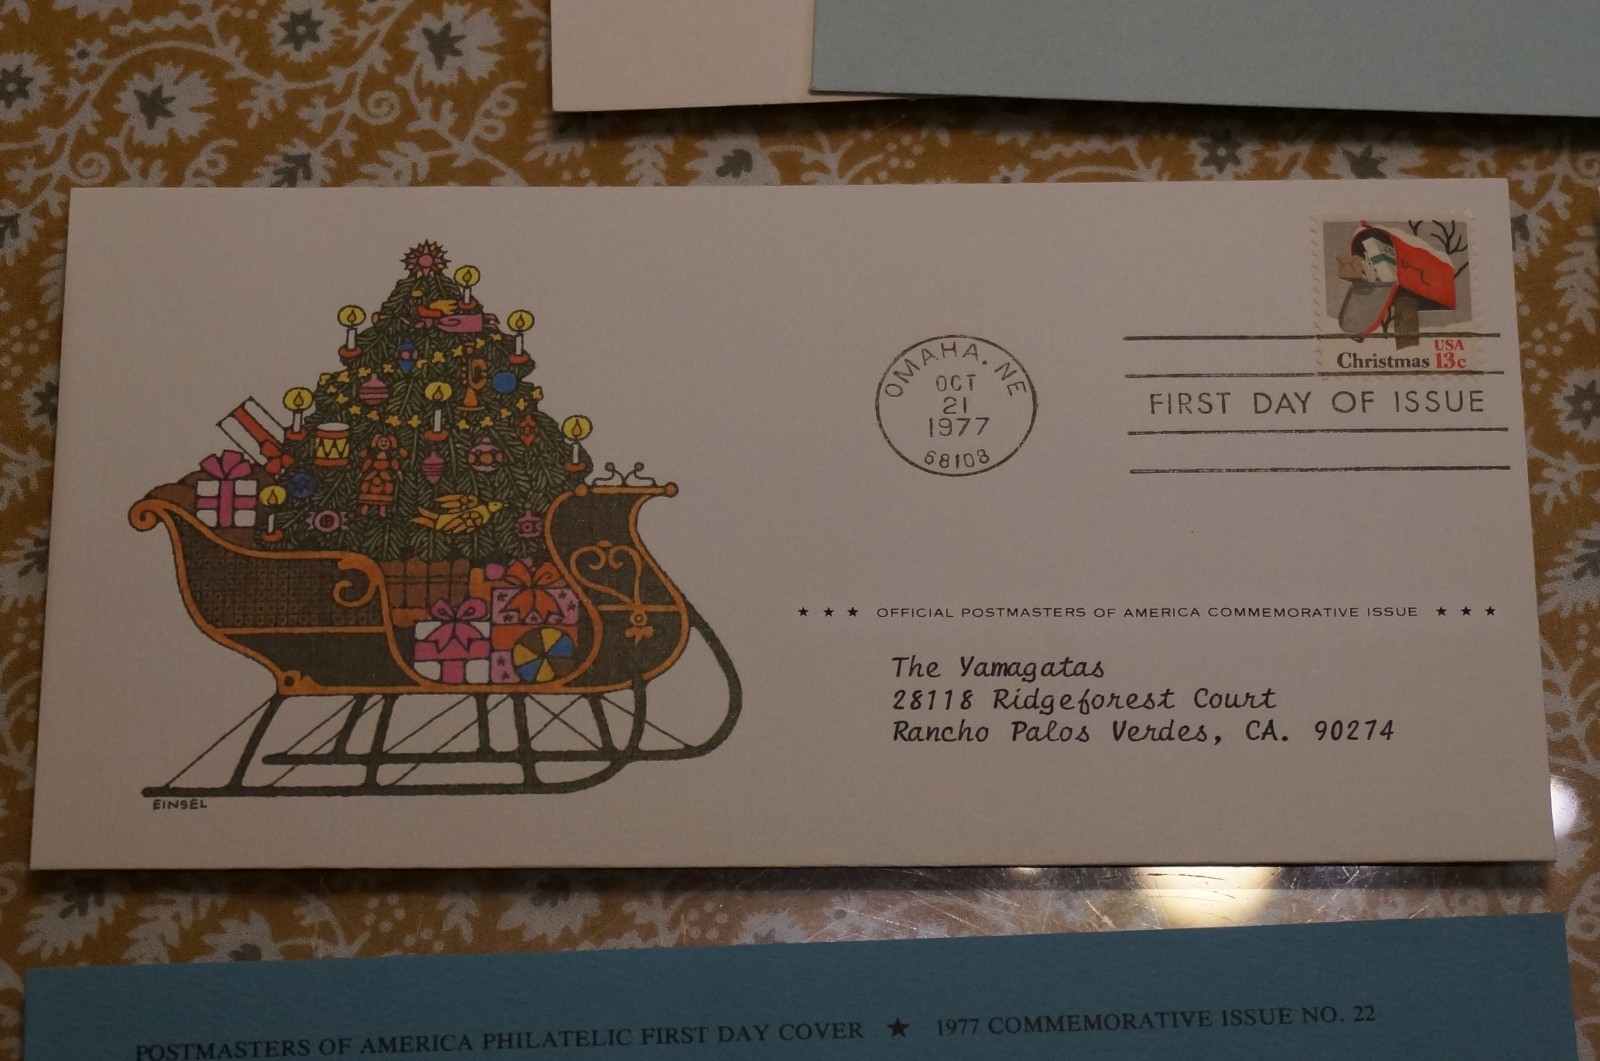 USA
Christmas 13c
OMAHA, NE
OCT
21
1977
68108
FIRST DAY OF ISSUE
★ ★ ★ OFFICIAL POSTMASTERS OF AMERICA COMMEMORATIVE ISSUE ★ ★ ★
The Yamagatas
28118 Ridgeforest Court
Rancho Palos Verdes, CA. 90274
EINSEL
POSTMASTERS OF AMERICA PHILATELIC FIRST DAY COVER ★ 1977 COMMEMORATIVE ISSUE NO. 22